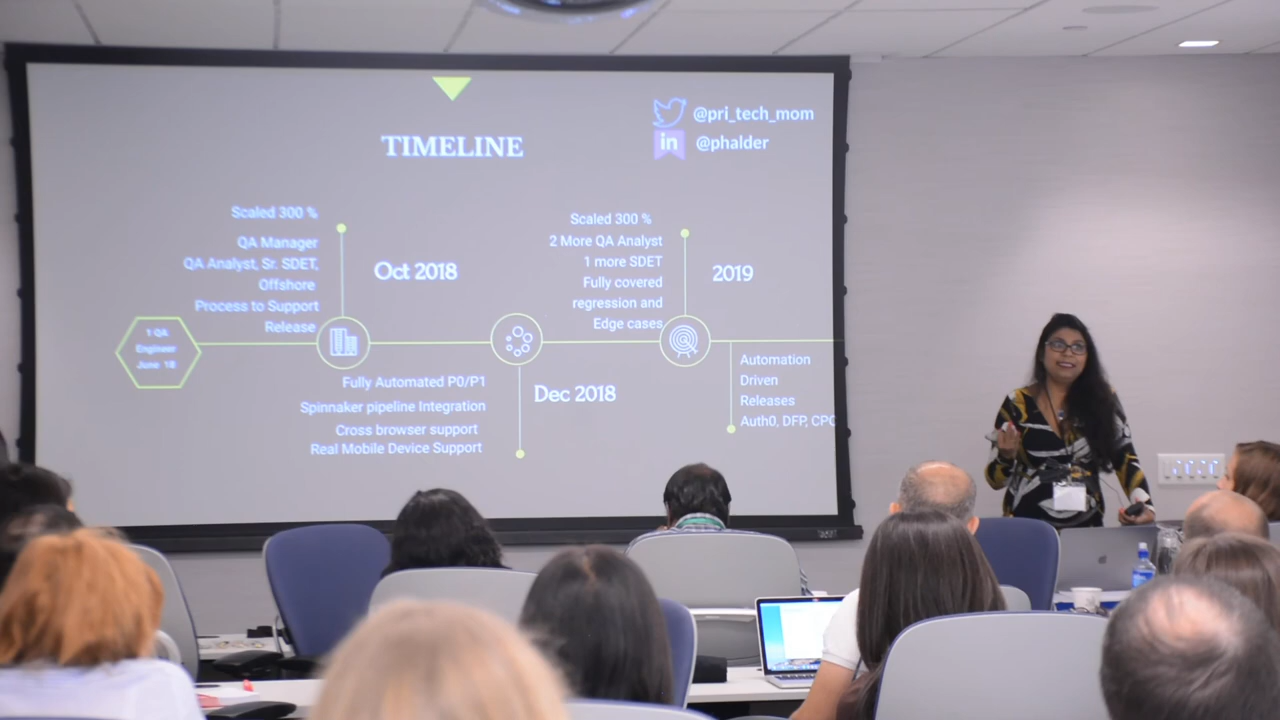 @pri_tech_mom
in @phalder
TIMELINE
Scaled 300 %
QA Manager
QA Analyst, Sr. SDET,
Offshore
Process to Support
Release
Oct 2018
Scaled 300 %
2 More QA Analyst
1 more SDET
Fully covered
regression and
Edge cases
2019
1 QA
Engineer
June 18
Fully Automated P0/P1
Spinnaker pipeline Integration
Cross browser support
Real Mobile Device Support
Dec 2018
Automation
Driven
Releases
Auth0, DFP, CPC